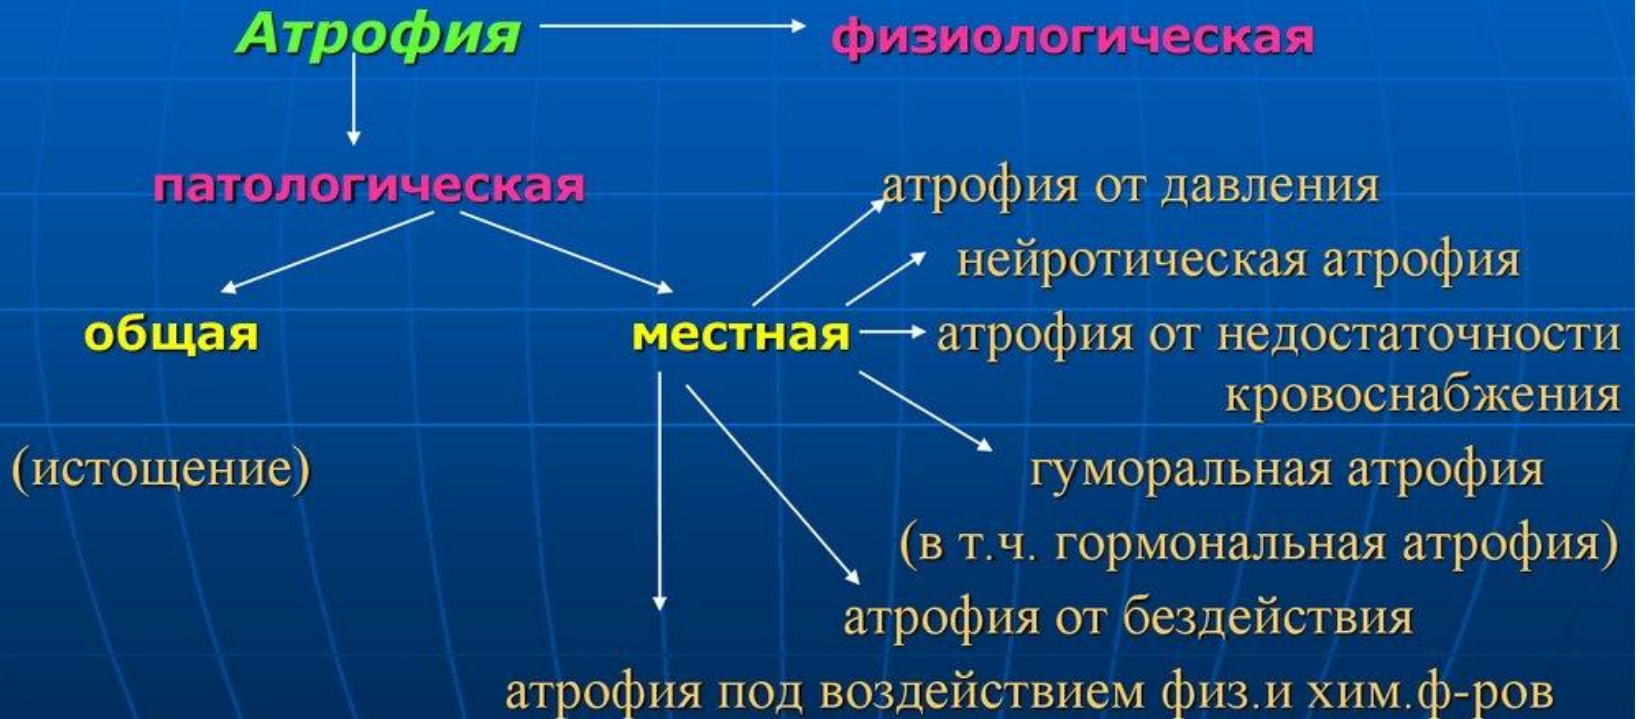 Атрофия физиологическая
патологическая атрофия от давления
нейротическая атрофия
общая местная атрофия от недостаточности
кровоснабжения
(истощение) гуморальная атрофия
(в т.ч. гормональная атрофия)
атрофия от бездействия
атрофия под воздействием физ.и хим.ф-ров